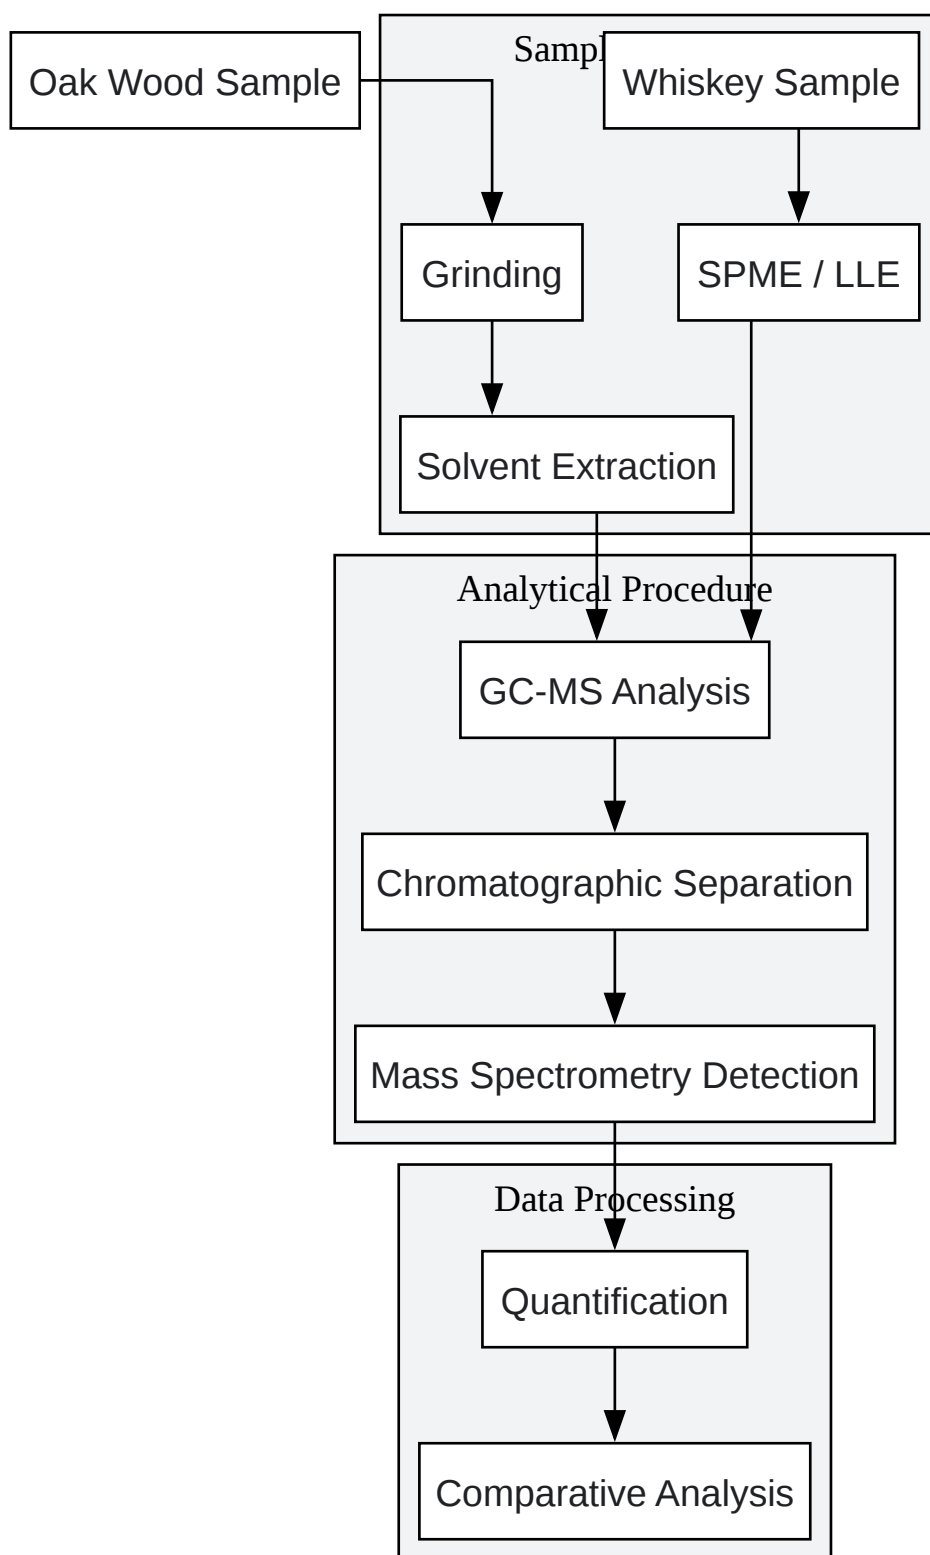 Oak Wood Sample
Whiskey Sample
Grinding
SPME / LLE
Solvent Extraction
Analytical Procedure
GC-MS Analysis
Chromatographic Separation
Mass Spectrometry Detection
Data Processing
Quantification
Comparative Analysis